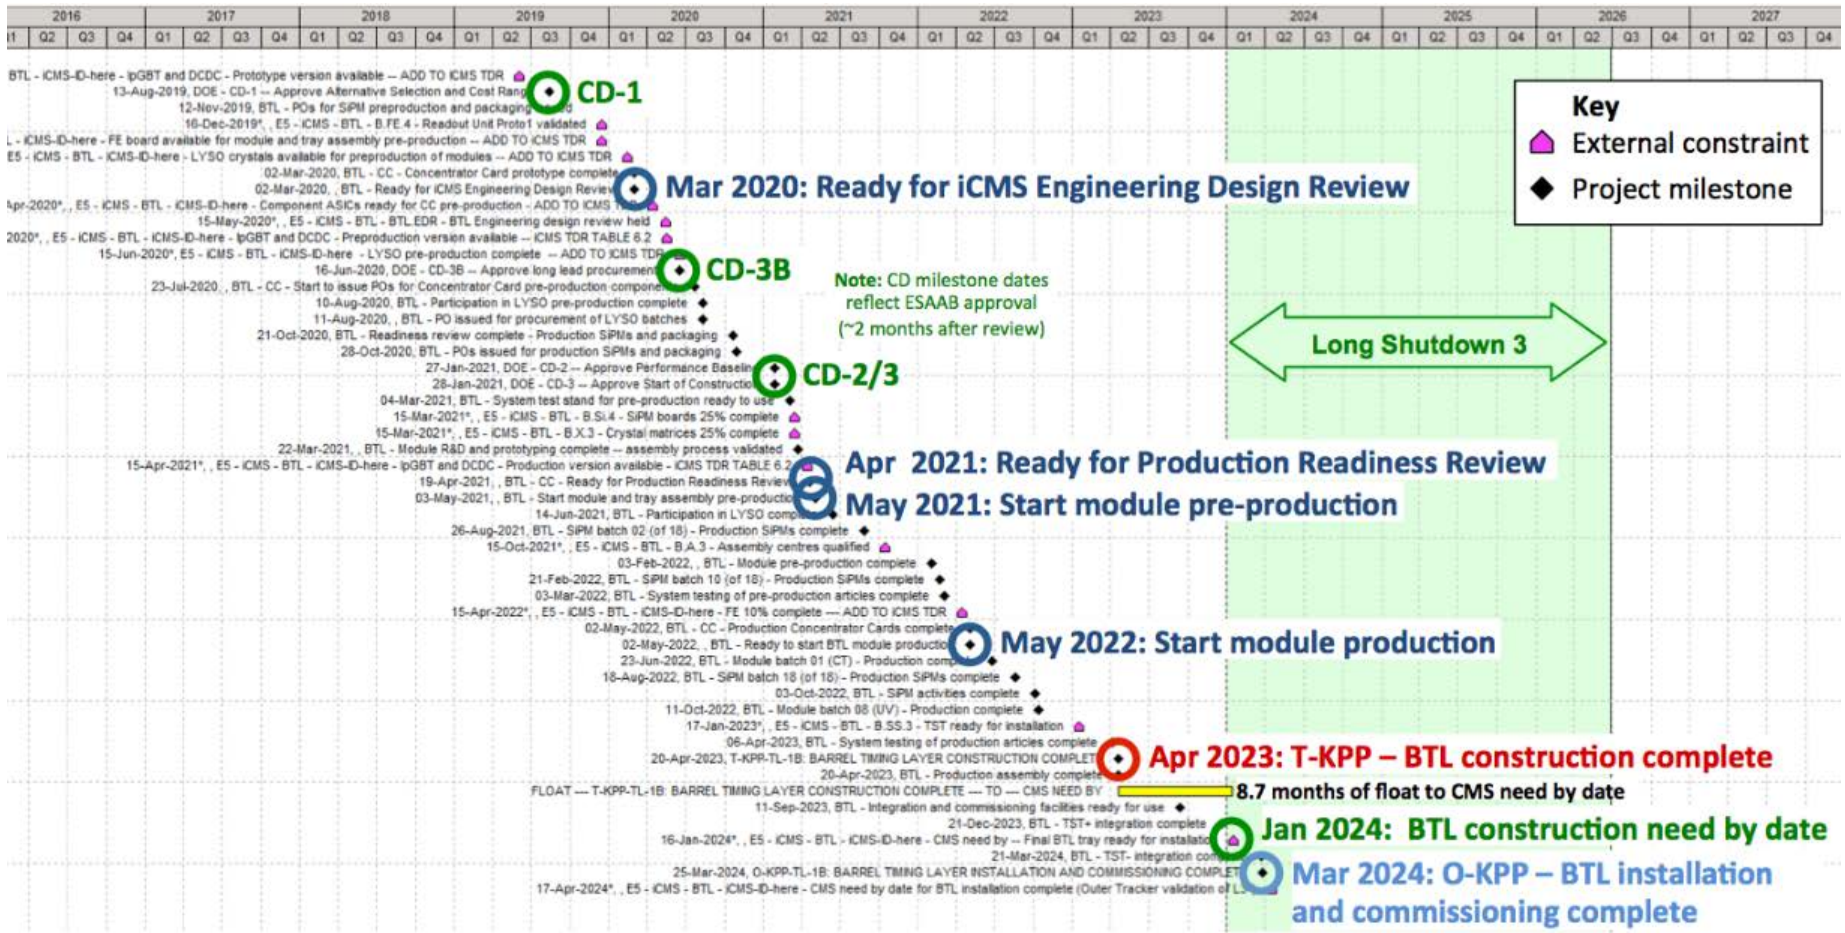 2016 2017 2018 2019 2020 2021 2022 2023 2024 2025 2026 2027
Q2 Q3 Q4 Q1 Q2 Q3 Q4 Q1 Q2 Q3 Q4 Q1 Q2 Q3 Q4 Q1 Q2 Q3 Q4 Q1 Q2 Q3 Q4 Q1 Q2 Q3 Q4 Q1 Q2 Q3 Q4 Q1 Q2 Q3 Q4 Q1 Q2 Q3 Q4 Q1 Q2 Q3 Q4 Q1 Q2 Q3 Q4
BTL - iCMS-ID-here - lpGBT and DCDC - Prototype version available -- ADD TO iCMS TDR
13-Aug-2019, DOE - CD-1 -- Approve Alternative Selection and Cost Rang
CD-1
12-Nov-2019, BTL - POs for SiPM preproduction and packaging
16-Dec-2019*, , E5 - iCMS - BTL - B.FE.4 - Readout Unit Proto1 validated
- iCMS-ID-here - FE board available for module and tray assembly pre-production -- ADD TO iCMS TDR
E5 - iCMS - BTL - iCMS-ID-here - LYSO crystals available for preproduction of modules -- ADD TO iCMS TDR
02-Mar-2020, BTL - CC - Concentrator Card prototype complete
02-Mar-2020, , BTL - Ready for iCMS Engineering Design Review
Mar 2020: Ready for iCMS Engineering Design Review
Apr-2020*, , E5 - iCMS - BTL - iCMS-ID-here - Component ASICs ready for CC pre-production - ADD TO iCMS
15-May-2020*, , E5 - iCMS - BTL - BTL.EDR - BTL Engineering design review held
2020*, , E5 - iCMS - BTL - iCMS-ID-here - lpGBT and DCDC - Preproduction version available -- iCMS TDR TABLE 6.2
15-Jun-2020*, E5 - iCMS - BTL - iCMS-ID-here - LYSO pre-production complete -- ADD TO iCMS TDR
16-Jun-2020, DOE - CD-3B -- Approve long lead procurement
CD-3B
23-Jul-2020, , BTL - CC - Start to issue POs for Concentrator Card pre-production componen
10-Aug-2020, BTL - Participation in LYSO pre-production complete
11-Aug-2020, , BTL - PO issued for procurement of LYSO batches
21-Oct-2020, BTL - Readiness review complete - Production SiPMs and packaging
28-Oct-2020, BTL - POs issued for production SiPMs and packaging
27-Jan-2021, DOE - CD-2 -- Approve Performance Baselin
28-Jan-2021, DOE - CD-3 -- Approve Start of Constructio
CD-2/3
04-Mar-2021, BTL - System test stand for pre-production ready to use
15-Mar-2021*, , E5 - iCMS - BTL - B.Si.4 - SiPM boards 25% complete
15-Mar-2021*, , E5 - iCMS - BTL - B.X.3 - Crystal matrices 25% complete
22-Mar-2021, , BTL - Module R&D and prototyping complete -- assembly process validated
15-Apr-2021*, , E5 - iCMS - BTL - iCMS-ID-here - lpGBT and DCDC - Production version available - iCMS TDR TABLE 6.2
19-Apr-2021, , BTL - CC - Ready for Production Readiness Review
Apr 2021: Ready for Production Readiness Review
03-May-2021, , BTL - Start module and tray assembly pre-productio
May 2021: Start module pre-production
14-Jun-2021, BTL - Participation in LYSO comp
26-Aug-2021, BTL - SiPM batch 02 (of 18) - Production SiPMs complete
15-Oct-2021*, , E5 - iCMS - BTL - B.A.3 - Assembly centres qualified
03-Feb-2022, , BTL - Module pre-production complete
21-Feb-2022, BTL - SiPM batch 10 (of 18) - Production SiPMs complete
03-Mar-2022, BTL - System testing of pre-production articles complete
15-Apr-2022*, , E5 - iCMS - BTL - iCMS-ID-here - FE 10% complete --- ADD TO iCMS TDR
02-May-2022, BTL - CC - Production Concentrator Cards complete
02-May-2022, , BTL - Ready to start BTL module productio
May 2022: Start module production
23-Jun-2022, BTL - Module batch 01 (CT) - Production comp
18-Aug-2022, BTL - SiPM batch 18 (of 18) - Production SiPMs complete
03-Oct-2022, BTL - SiPM activities complete
11-Oct-2022, BTL - Module batch 08 (UV) - Production complete
17-Jan-2023*, , E5 - iCMS - BTL - B.SS.3 - TST ready for installation
06-Apr-2023, BTL - System testing of production articles complete
20-Apr-2023, T-KPP-TL-1B: BARREL TIMING LAYER CONSTRUCTION COMPLET
Apr 2023: T-KPP – BTL construction complete
20-Apr-2023, BTL - Production assembly complete
FLOAT --- T-KPP-TL-1B: BARREL TIMING LAYER CONSTRUCTION COMPLETE --- TO --- CMS NEED BY
8.7 months of float to CMS need by date
11-Sep-2023, BTL - Integration and commissioning facilities ready for use
21-Dec-2023, BTL - TST+ integration complete
16-Jan-2024*, , E5 - iCMS - BTL - iCMS-ID-here - CMS need by -- Final BTL tray ready for installatio
Jan 2024: BTL construction need by date
21-Mar-2024, BTL - TST- integration com
25-Mar-2024, O-KPP-TL-1B: BARREL TIMING LAYER INSTALLATION AND COMMISSIONING COMPLET
17-Apr-2024*, , E5 - iCMS - BTL - iCMS-ID-here - CMS need by date for BTL installation complete (Outer Tracker validation of
Mar 2024: O-KPP – BTL installation
and commissioning complete
Note: CD milestone dates
reflect ESAAB approval
(~2 months after review)
Long Shutdown 3
Key
External constraint
Project milestone